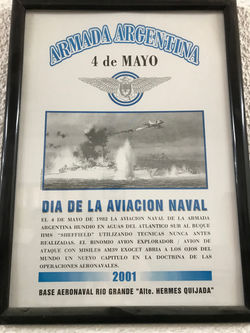 ARMADA ARGENTINA
4 de MAYO
DIA DE LA AVIACION NAVAL
EL 4 DE MAYO DE 1982 LA AVIACION NAVAL DE LA ARMADA
ARGENTINA HUNDIO EN AGUAS DEL ATLANTICO SUR AL BUQUE
HMS "SHEFFIELD" UTILIZANDO TECNICAS NUNCA ANTES
REALIZADAS. EL BINOMIO AVION EXPLORADOR / AVION DE
ATAQUE CON MISILES AM39 EXOCET ABRIA A LOS OJOS DEL
MUNDO UN NUEVO CAPITULO EN LA DOCTRINA DE LAS
OPERACIONES AERONAVALES.
2001
BASE AERONAVAL RIO GRANDE "Alte. HERMES QUIJADA"